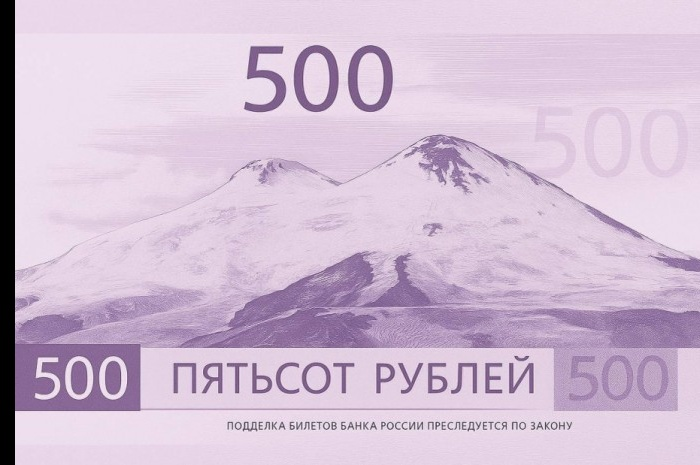 500
500
500 ПЯТЬСОТ РУБЛЕЙ 500
ПОДДЕЛКА БИЛЕТОВ БАНКА РОССИИ ПРЕСЛЕДУЕТСЯ ПО ЗАКОНУ